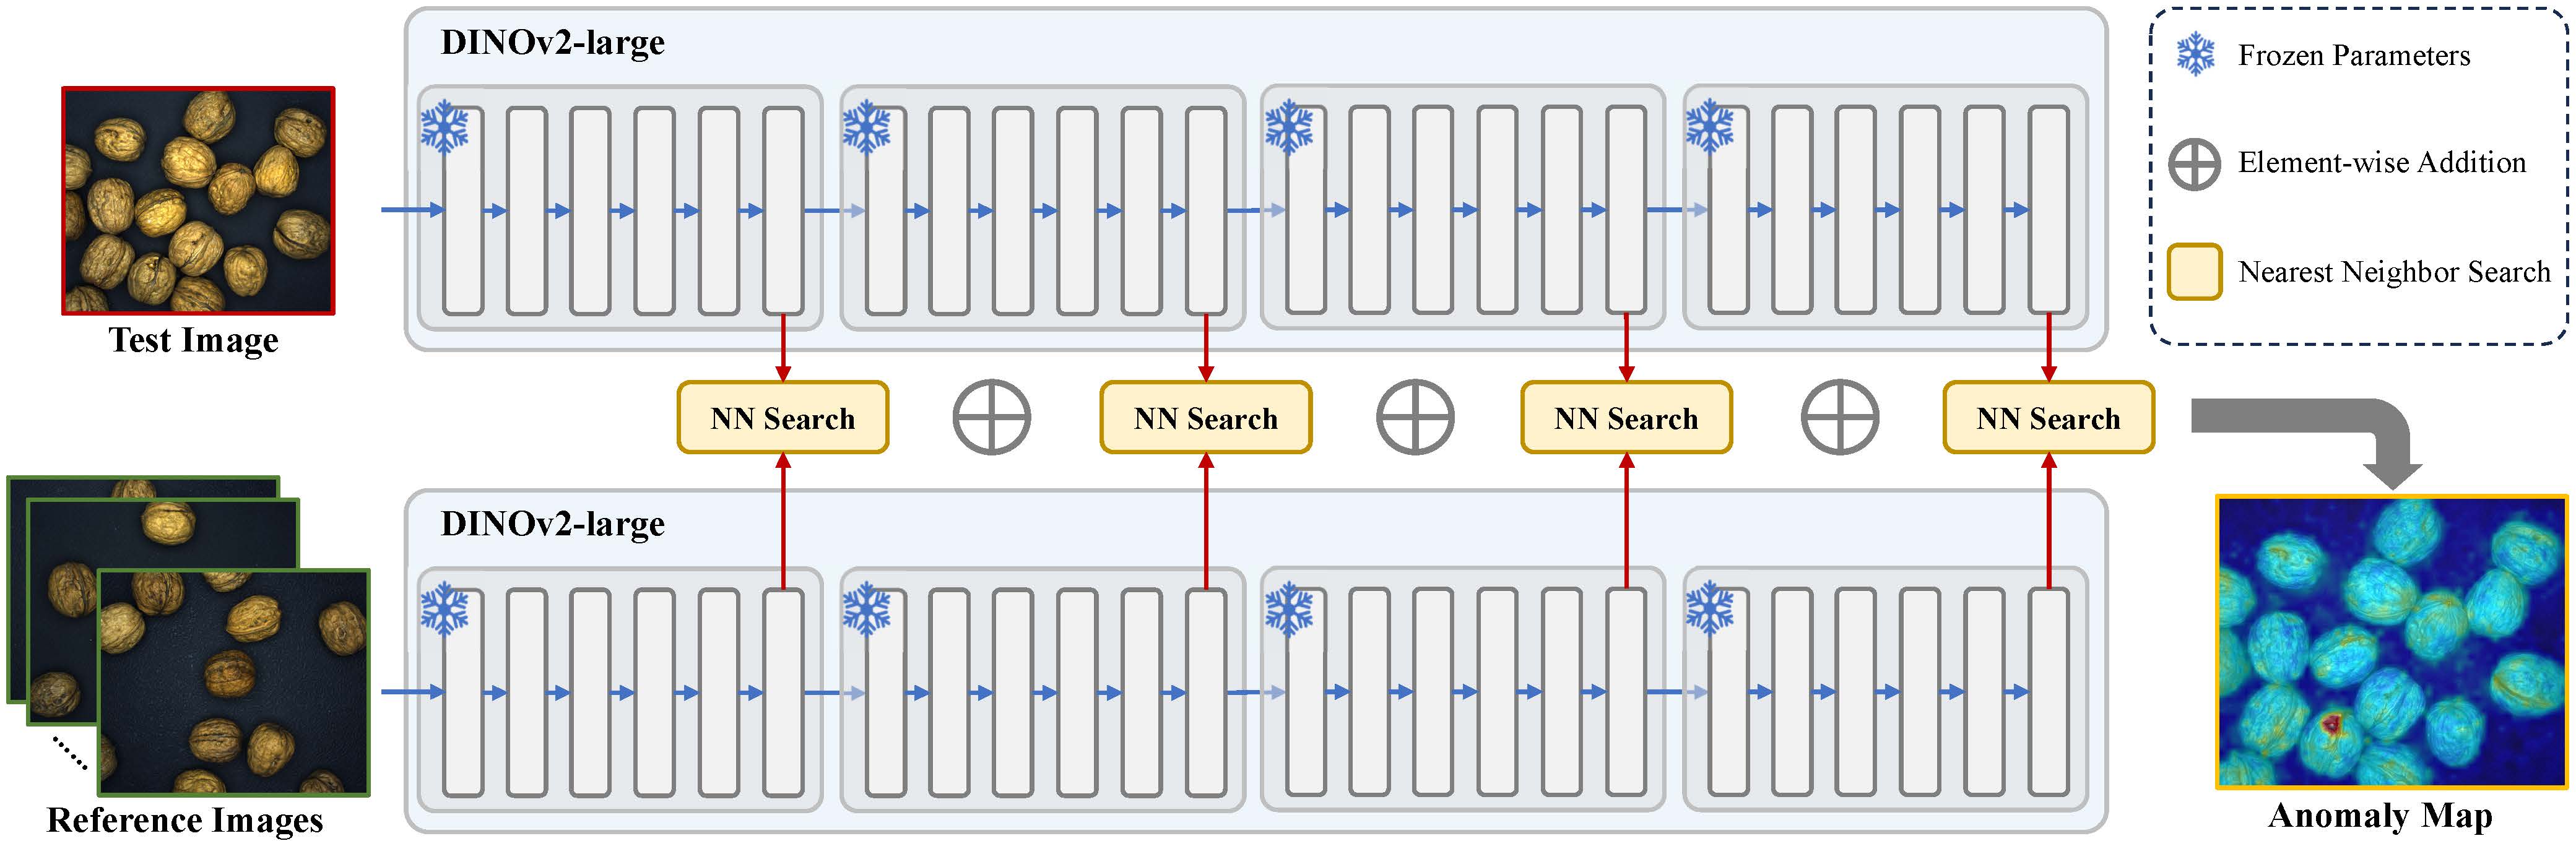 DINOv2-large
Frozen Parameters
Element-wise Addition
Nearest Neighbor Search
Test Image
NN Search
NN Search
NN Search
NN Search
DINOv2-large
Reference Images
Anomaly Map